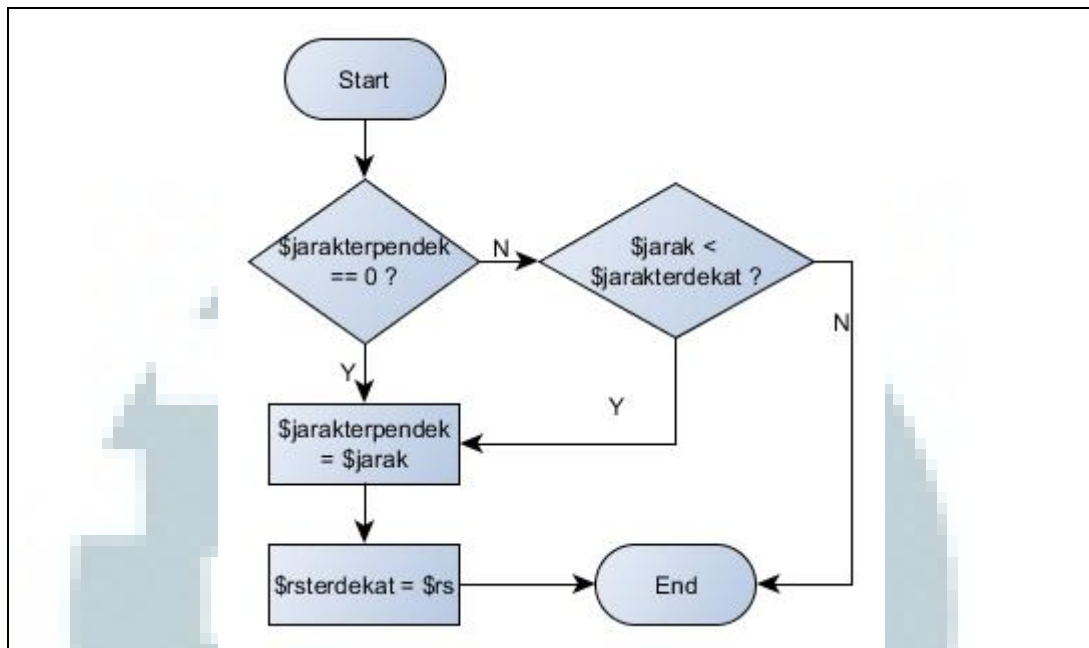 Start
$jarakterpendek
== 0 ?
N
$jarak <
$jarakterdekat ?
N
Y
Y
$jarakterpendek
= $jarak
$rsterdekat = $rs
End